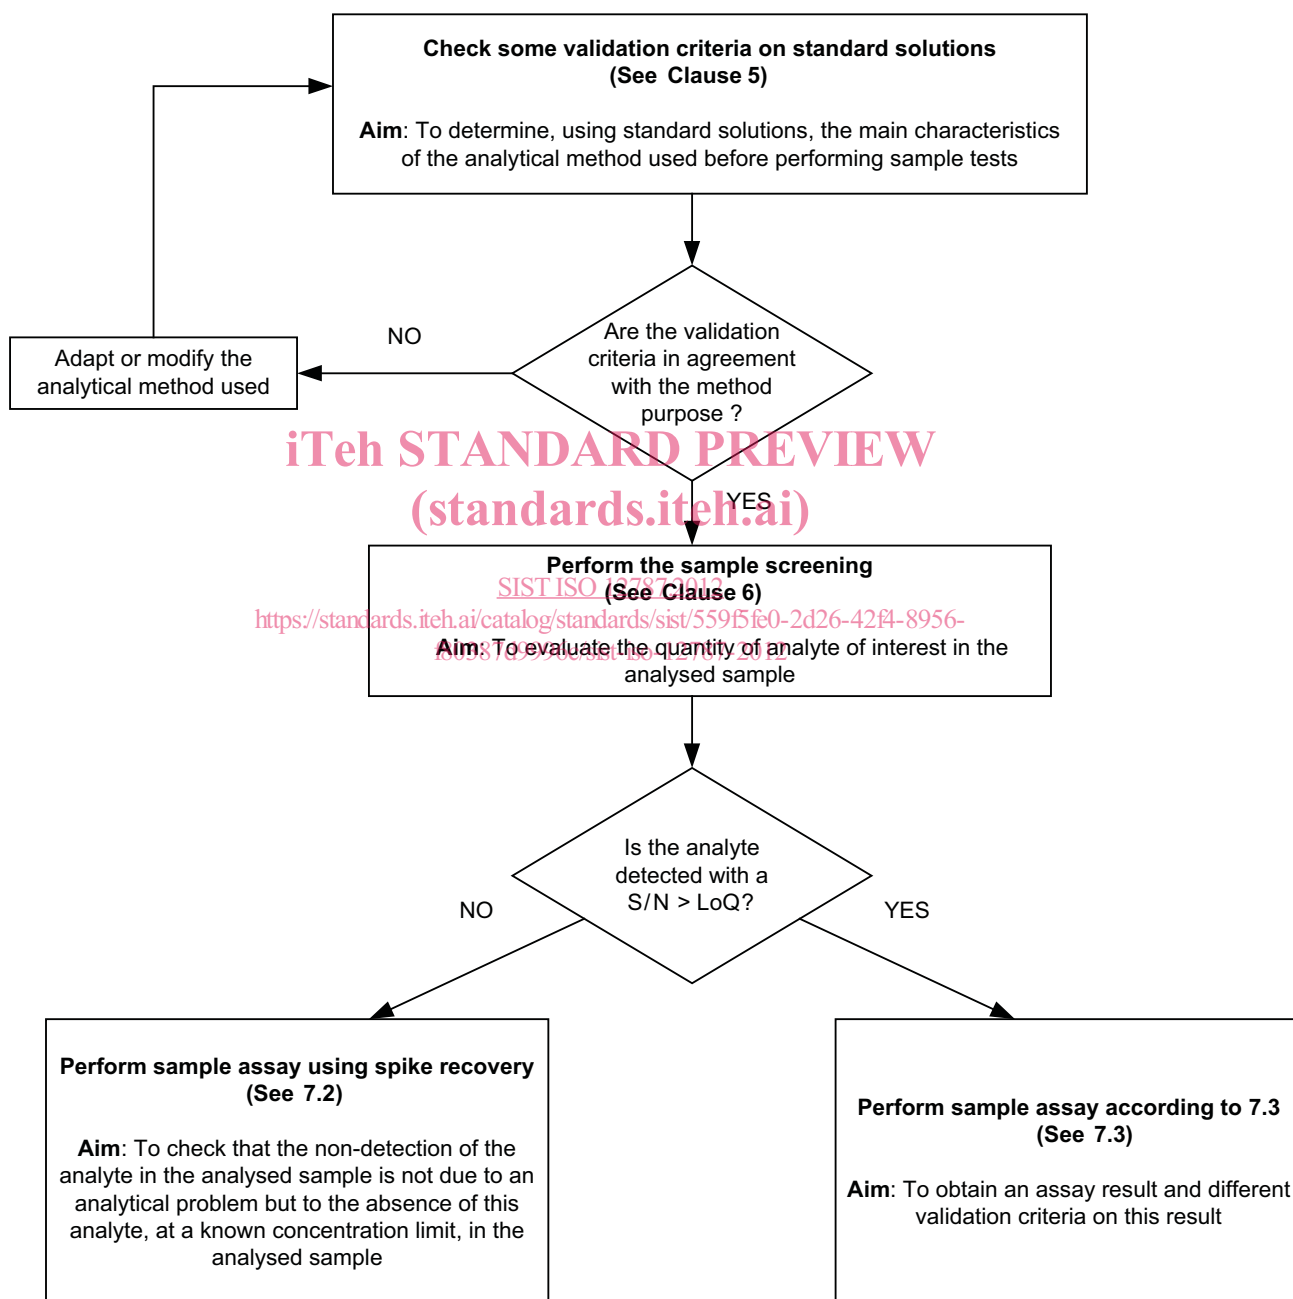 Check some validation criteria on standard solutions
(See Clause 5)
Aim: To determine, using standard solutions, the main characteristics
of the analytical method used before performing sample tests
NO
Adapt or modify the
analytical method used
Are the validation
criteria in agreement
with the method
purpose ?
iTeh STANDARD PREVIEW
YES
(standards.iteh.ai)
Perform the sample screening
SIST ISO 12787:2012
(See Clause 6)
https://standards.iteh.ai/catalog/standards/sist/559f5fe0-2d26-42f4-8956-
Aim: To evaluate the quantity of analyte of interest in the
analysed sample
Is the analyte
detected with a
S/N > LoQ?
NO
YES
Perform sample assay using spike recovery
(See 7.2)
Aim: To check that the non-detection of the
analyte in the analysed sample is not due to an
analytical problem but to the absence of this
analyte, at a known concentration limit, in the
analysed sample
Perform sample assay according to 7.3
(See 7.3)
Aim: To obtain an assay result and different
validation criteria on this result